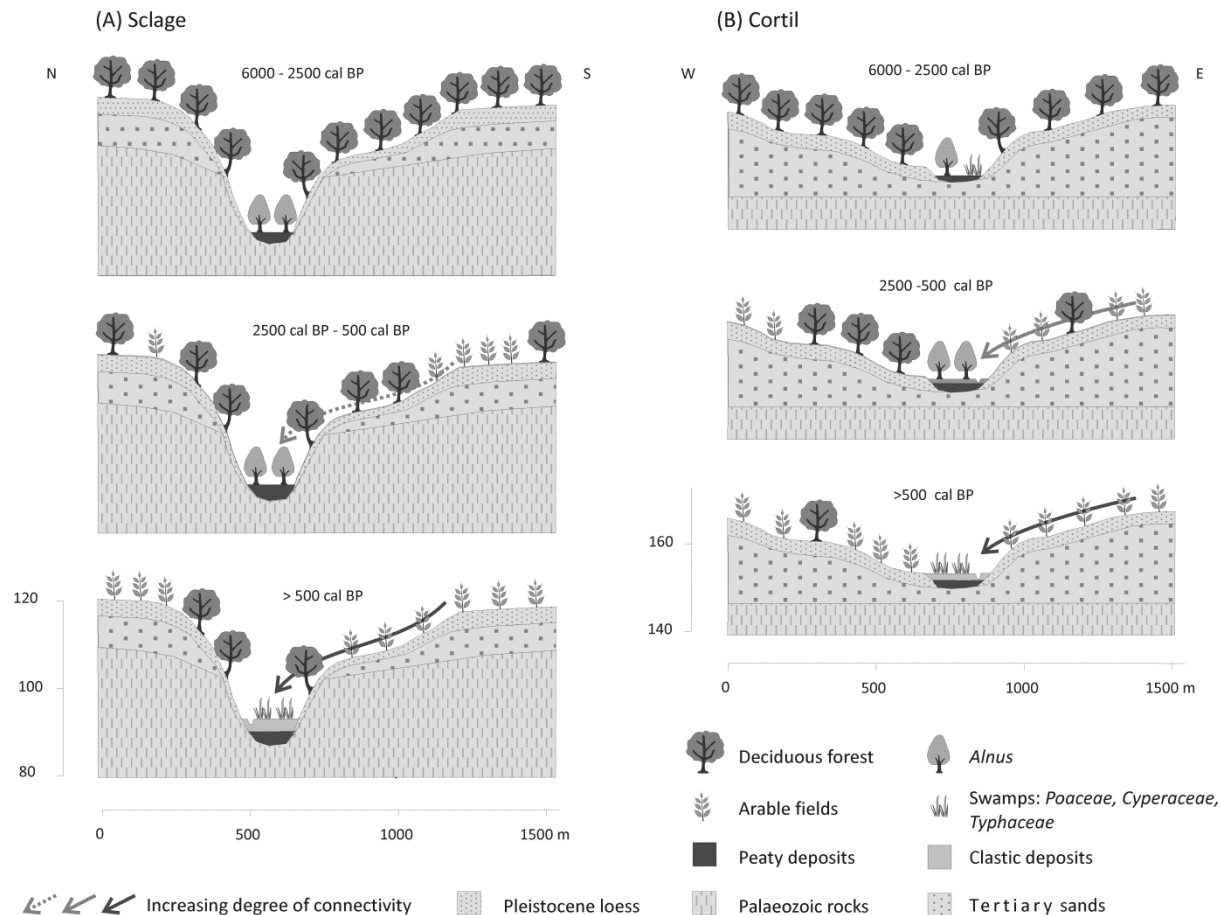 (A) Sclage
(B) Cortil
N
6000 - 2500 cal BP
S
W
6000 - 2500 cal BP
E
2500 cal BP - 500 cal BP
2500 -500 cal BP
> 500 cal BP
>500 cal BP
120
100
80
160
140
0 500 1000 1500 m
0 500 1000 1500 m
Deciduous forest
Alnus
Arable fields
Swamps: Poaceae, Cyperaceae,
Typhaceae
Peaty deposits
Clastic deposits
Increasing degree of connectivity
Pleistocene loess
Palaeozoic rocks
Tertiary sands